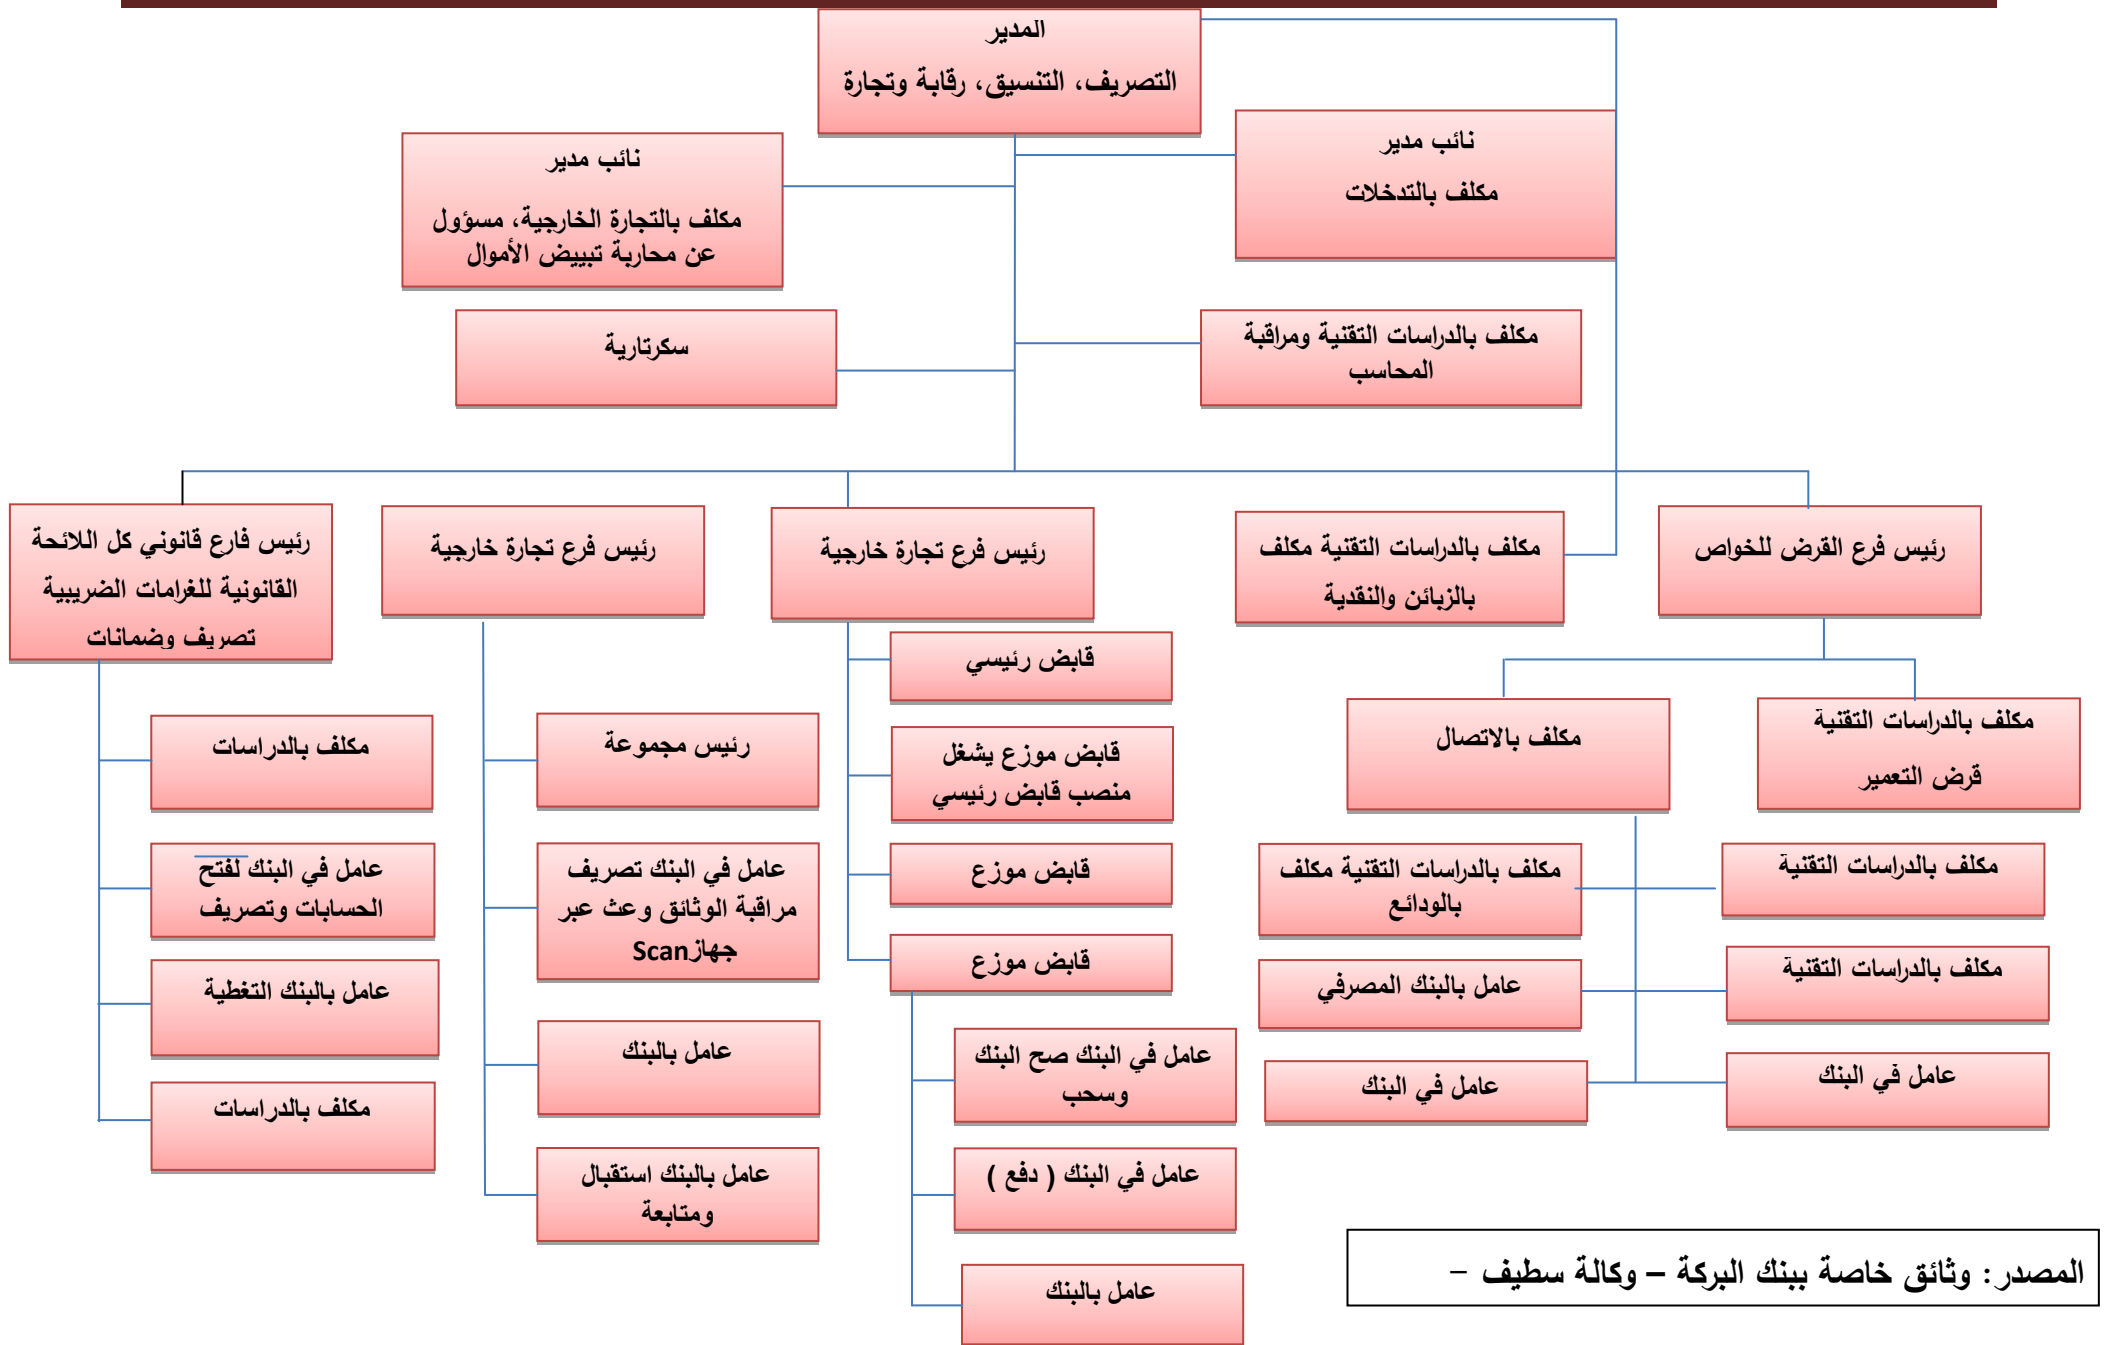 المدير
التصريف، التنسيق، رقابة وتجارة
نائب مدير
مكلف بالتدخلات
نائب مدير
مكلف بالتجارة الخارجية، مسؤول
عن محاربة تبييض الأموال
مكلف بالدراسات التقنية ومراقبة
المحاسب
سكرتارية
رئيس فرع القرض للخواص
مكلف بالدراسات التقنية مكلف
بالزبائن والنقدية
رئيس فرع تجارة خارجية
رئيس فرع تجارة خارجية
رئيس فارع قانوني كل اللائحة
القانونية للغرامات الضريبية
تصريف وضمانات
مكلف بالدراسات التقنية
قرض التعمير
مكلف بالاتصال
مكلف بالدراسات التقنية
مكلف بالدراسات التقنية مكلف
بالودائع
مكلف بالدراسات التقنية
عامل بالبنك المصرفي
عامل في البنك
عامل في البنك
قابض رئيسي
قابض موزع يشغل
منصب قابض رئيسي
قابض موزع
قابض موزع
عامل في البنك صح البنك
وسحب
عامل في البنك ( دفع )
عامل بالبنك
رئيس مجموعة
عامل في البنك تصريف
مراقبة الوثائق وعث عبر
جهازScan
عامل بالبنك
عامل بالبنك استقبال
ومتابعة
مكلف بالدراسات
عامل في البنك لفتح
الحسابات وتصريف
عامل بالبنك التغطية
مكلف بالدراسات
المصدر: وثائق خاصة ببنك البركة – وكالة سطيف –